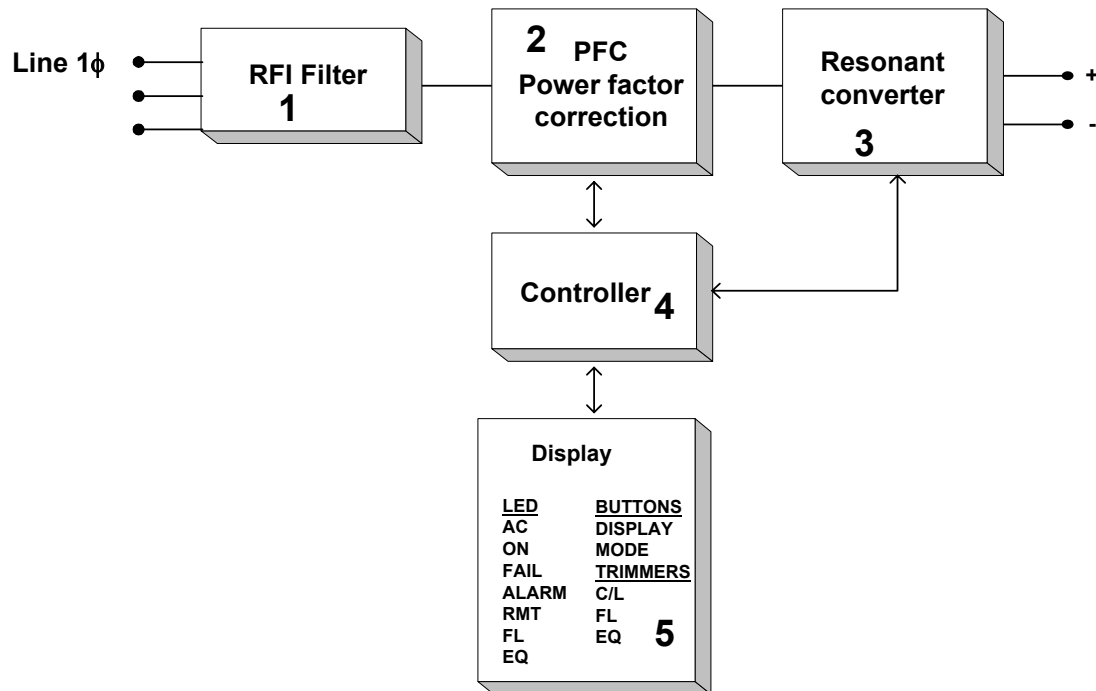 Line 1ϕ
RFI Filter
1
2
PFC
Power factor
correction
Resonant
converter
3
+
-
Controller
4
Display
LED
AC
ON
FAIL
ALARM
RMT
FL
EQ
BUTTONS
DISPLAY
MODE
TRIMMERS
C/L
FL
EQ
5